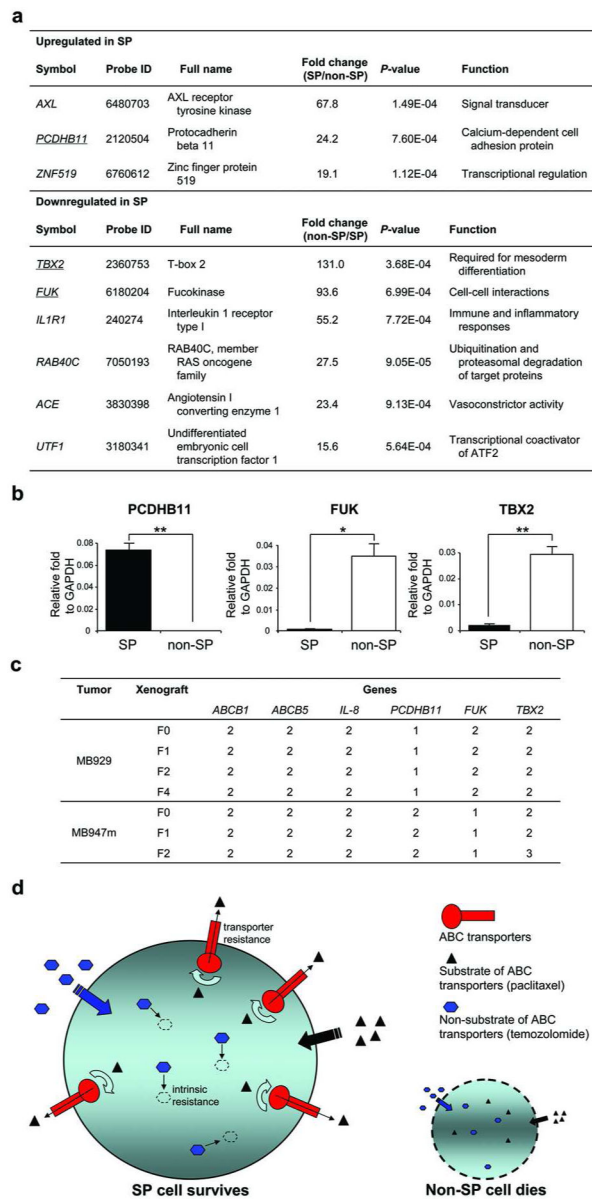 a
Upregulated in SP
Symbol Probe ID Full name Fold change (SP/non-SP) P-value Function
AXL 6480703 AXL receptor tyrosine kinase 67.8 1.49E-04 Signal transducer
PCDHB11 2120504 Protocadherin beta 11 24.2 7.60E-04 Calcium-dependent cell adhesion protein
ZNF519 6760612 Zinc finger protein 519 19.1 1.12E-04 Transcriptional regulation
Downregulated in SP
Symbol Probe ID Full name Fold change (non-SP/SP) P-value Function
TBX2 2360753 T-box 2 131.0 3.68E-04 Required for mesoderm differentiation
FUK 6180204 Fucokinase 93.6 6.99E-04 Cell-cell interactions
IL1R1 240274 Interleukin 1 receptor type I 55.2 7.72E-04 Immune and inflammatory responses
RAB40C 7050193 RAB40C, member RAS oncogene family 27.5 9.05E-05 Ubiquitination and proteasomal degradation of target proteins
ACE 3830398 Angiotensin I converting enzyme 1 23.4 9.13E-04 Vasoconstrictor activity
UTF1 3180341 Undifferentiated embryonic cell transcription factor 1 15.6 5.64E-04 Transcriptional coactivator of ATF2
b
PCDHB11
Relative fold to GAPDH
0.08
0.06
0.04
0.02
0
**
SP non-SP
FUK
Relative fold to GAPDH
0.04
0.03
0.02
0.01
0
*
SP non-SP
TBX2
Relative fold to GAPDH
0.03
0.02
0.01
0
**
SP non-SP
c
Tumor Xenograft Genes
ABCB1 ABCB5 IL-8 PCDHB11 FUK TBX2
MB929
F0 2 2 2 1 2 2
F1 2 2 2 1 2 2
F2 2 2 2 1 2 2
F4 2 2 2 1 2 2
MB947m
F0 2 2 2 2 1 2
F1 2 2 2 2 1 2
F2 2 2 2 2 1 3
d
transporter
resistance
intrinsic
resistance
SP cell survives
ABC transporters
Substrate of ABC
transporters (paclitaxel)
Non-substrate of ABC
transporters (temozolomide)
Non-SP cell dies